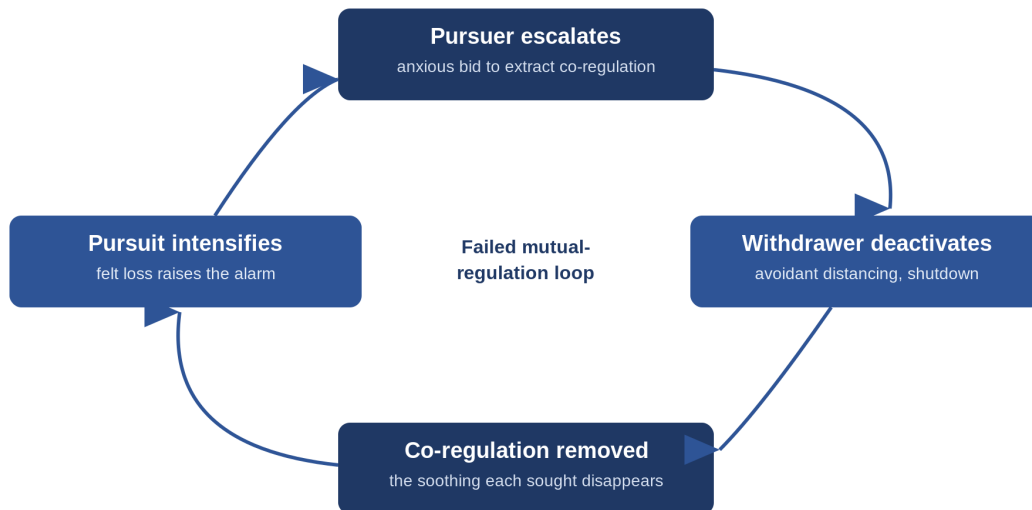 Pursuer escalates
anxious bid to extract co-regulation
Pursuit intensifies
felt loss raises the alarm
Failed mutual-
regulation loop
Withdrawer deactivates
avoidant distancing, shutdown
Co-regulation removed
the soothing each sought disappears